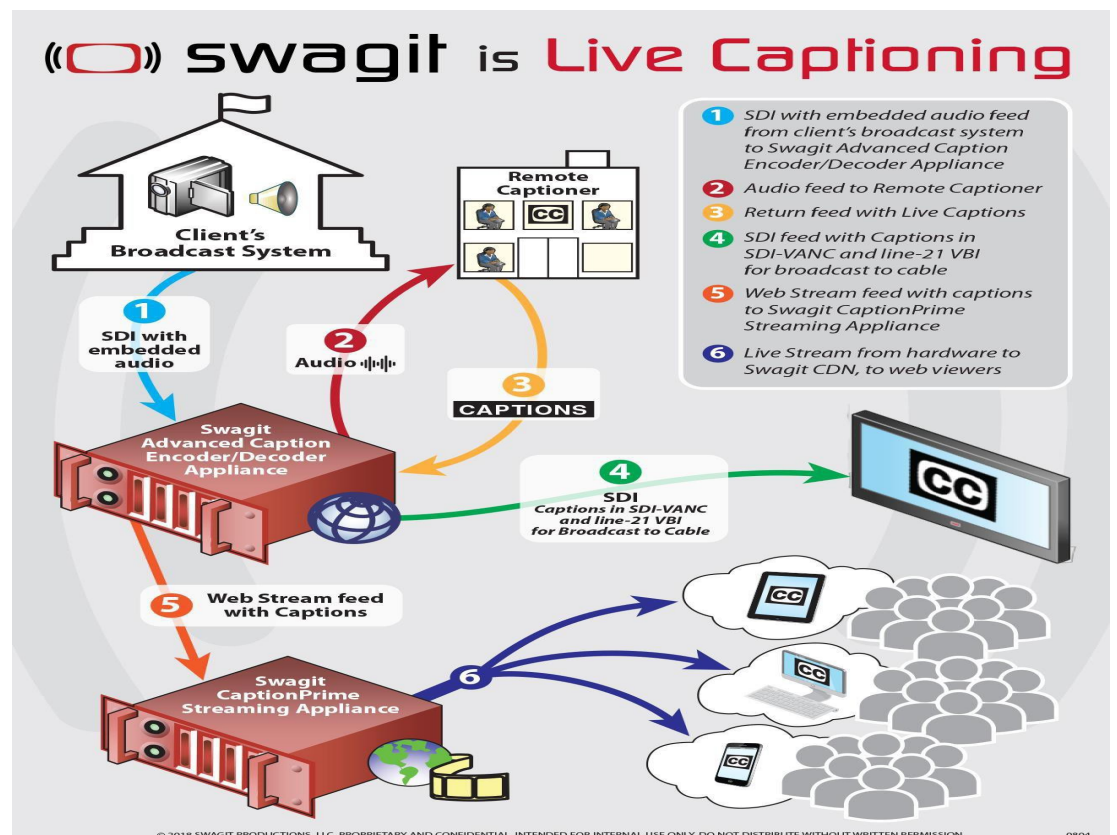 swagit is Live Captioning
Client's
Broadcast System
Remote
Captioner
CC
1 SDI with embedded audio feed
from client's broadcast system
to Swagit Advanced Caption
Encoder/Decoder Appliance
2 Audio feed to Remote Captioner
3 Return feed with Live Captions
4 SDI feed with Captions in
SDI-VANC and line-21 VBI
for broadcast to cable
5 Web Stream feed with captions
to Swagit CaptionPrime
Streaming Appliance
6 Live Stream from hardware to
Swagit CDN, to web viewers
1
SDI with
embedded
audio
2
Audio
3
CAPTIONS
Swagit
Advanced Caption
Encoder/Decoder
Appliance
4
SDI
Captions in SDI-VANC
and line-21 VBI
for Broadcast to Cable
CC
5 Web Stream feed
with Captions
Swagit
CaptionPrime
Streaming Appliance
6
CC
CC
CC
© 2018 SWAGIT PRODUCTIONS, LLC. PROPRIETARY AND CONFIDENTIAL. INTENDED FOR INTERNAL USE ONLY. DO NOT DISTRIBUTE WITHOUT WRITTEN PERMISSION. 0804